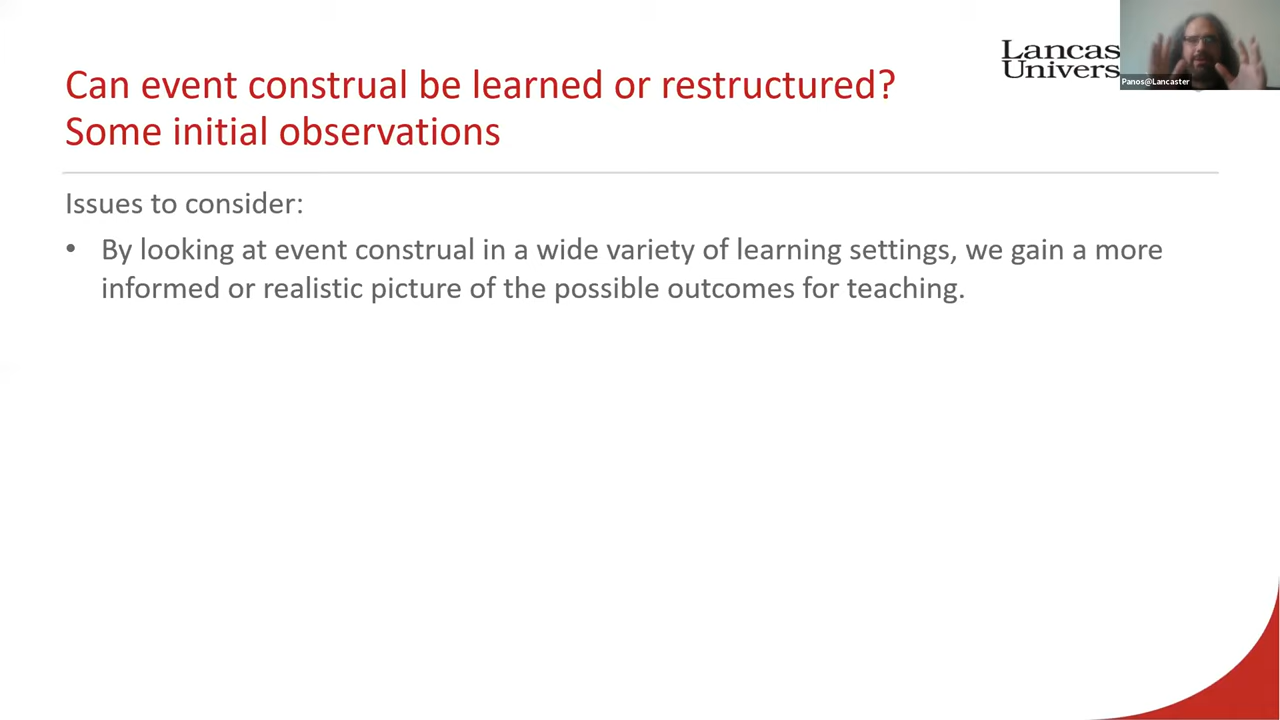 Can event construal be learned or restructured?
Some initial observations
Lancas
Univers
Panos@Lancaster
Issues to consider:
• By looking at event construal in a wide variety of learning settings, we gain a more
informed or realistic picture of the possible outcomes for teaching.